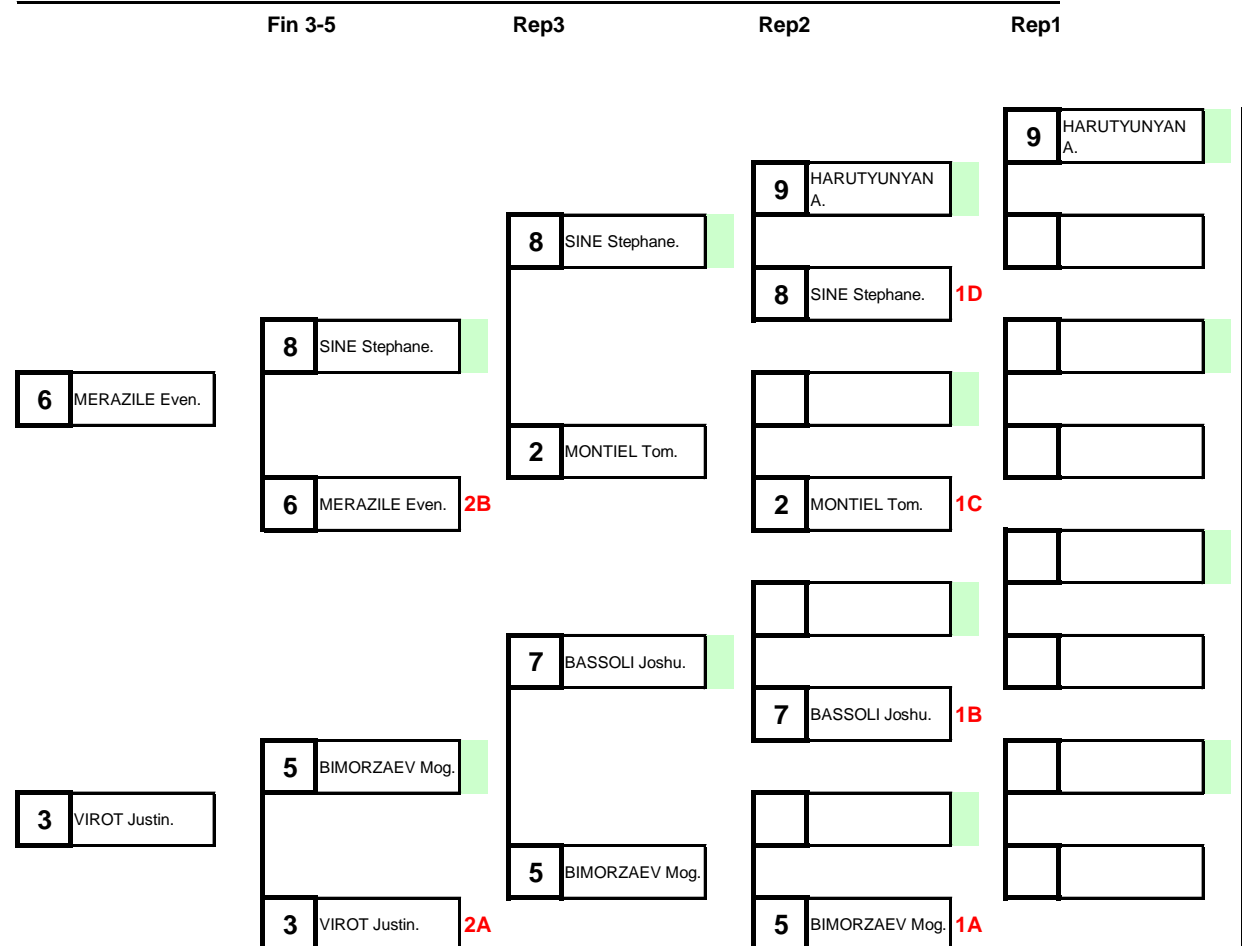 Fin 3-5 Rep3 Rep2 Rep1
9 HARUTYUNYAN
A.
9 HARUTYUNYAN
A.
8 SINE Stephane.
8 SINE Stephane. 1D
8 SINE Stephane.
6 MERAZILE Even.
2 MONTIEL Tom.
6 MERAZILE Even. 2B
2 MONTIEL Tom. 1C
7 BASSOLI Joshu.
7 BASSOLI Joshu. 1B
5 BIMORZAEV Mog.
3 VIROT Justin.
5 BIMORZAEV Mog.
3 VIROT Justin. 2A
5 BIMORZAEV Mog. 1A